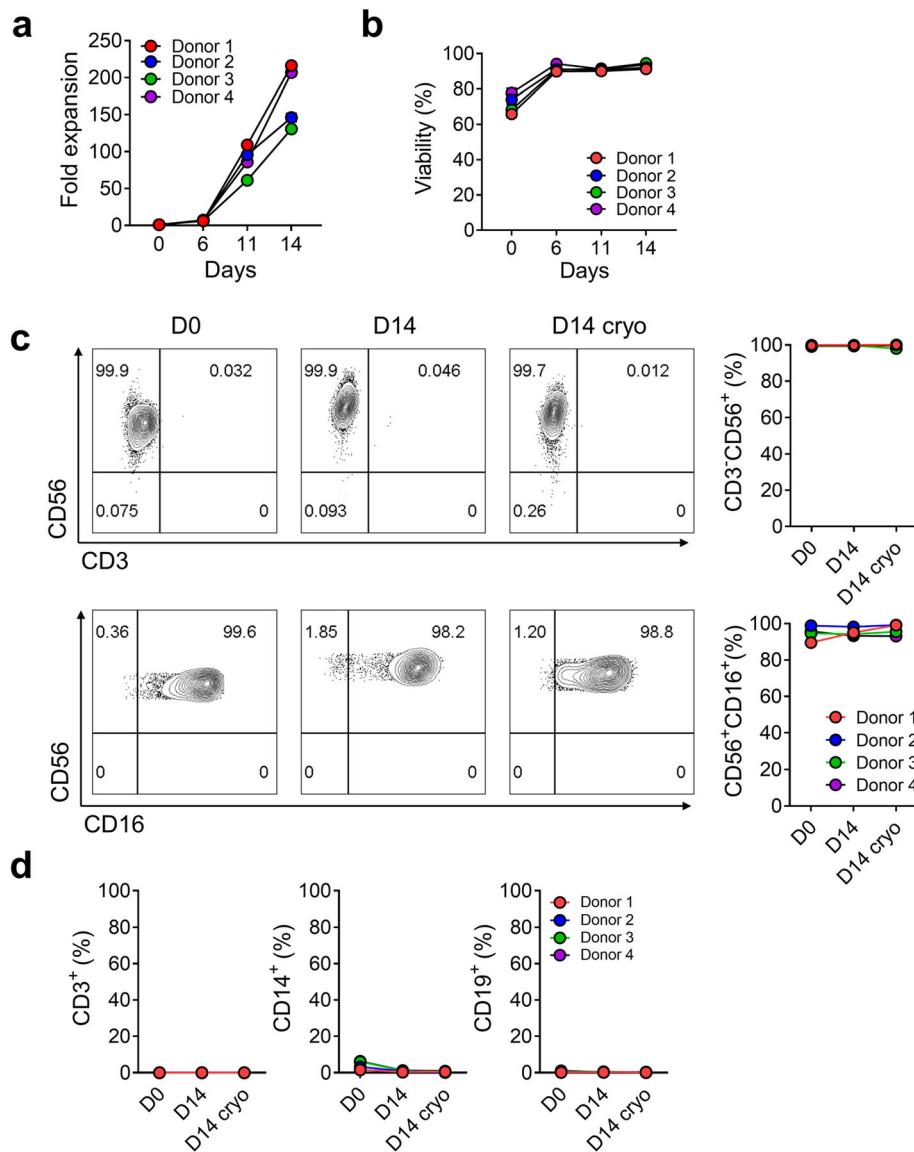 a
Fold expansion
250
200
150
100
50
0
0 6 11 14
Days
Donor 1
Donor 2
Donor 3
Donor 4
b
Viability (%)
100
80
60
40
20
0
0 6 11 14
Days
Donor 1
Donor 2
Donor 3
Donor 4
c
D0 D14 D14 cryo
99.9 0.032
0.075 0
99.9 0.046
0.093 0
99.7 0.012
0.26 0
CD56
CD3
CD3⁻CD56⁺ (%)
100
80
60
40
20
0
D0 D14 D14 cryo
0.36 99.6
0 0
1.85 98.2
0 0
1.20 98.8
0 0
CD56
CD16
CD56⁺CD16⁺(%)
100
80
60
40
20
0
D0 D14 D14 cryo
Donor 1
Donor 2
Donor 3
Donor 4
d
CD3⁺ (%)
100
80
60
40
20
0
D0 D14 D14 cryo
CD14⁺ (%)
100
80
60
40
20
0
D0 D14 D14 cryo
CD19⁺ (%)
100
80
60
40
20
0
D0 D14 D14 cryo
Donor 1
Donor 2
Donor 3
Donor 4